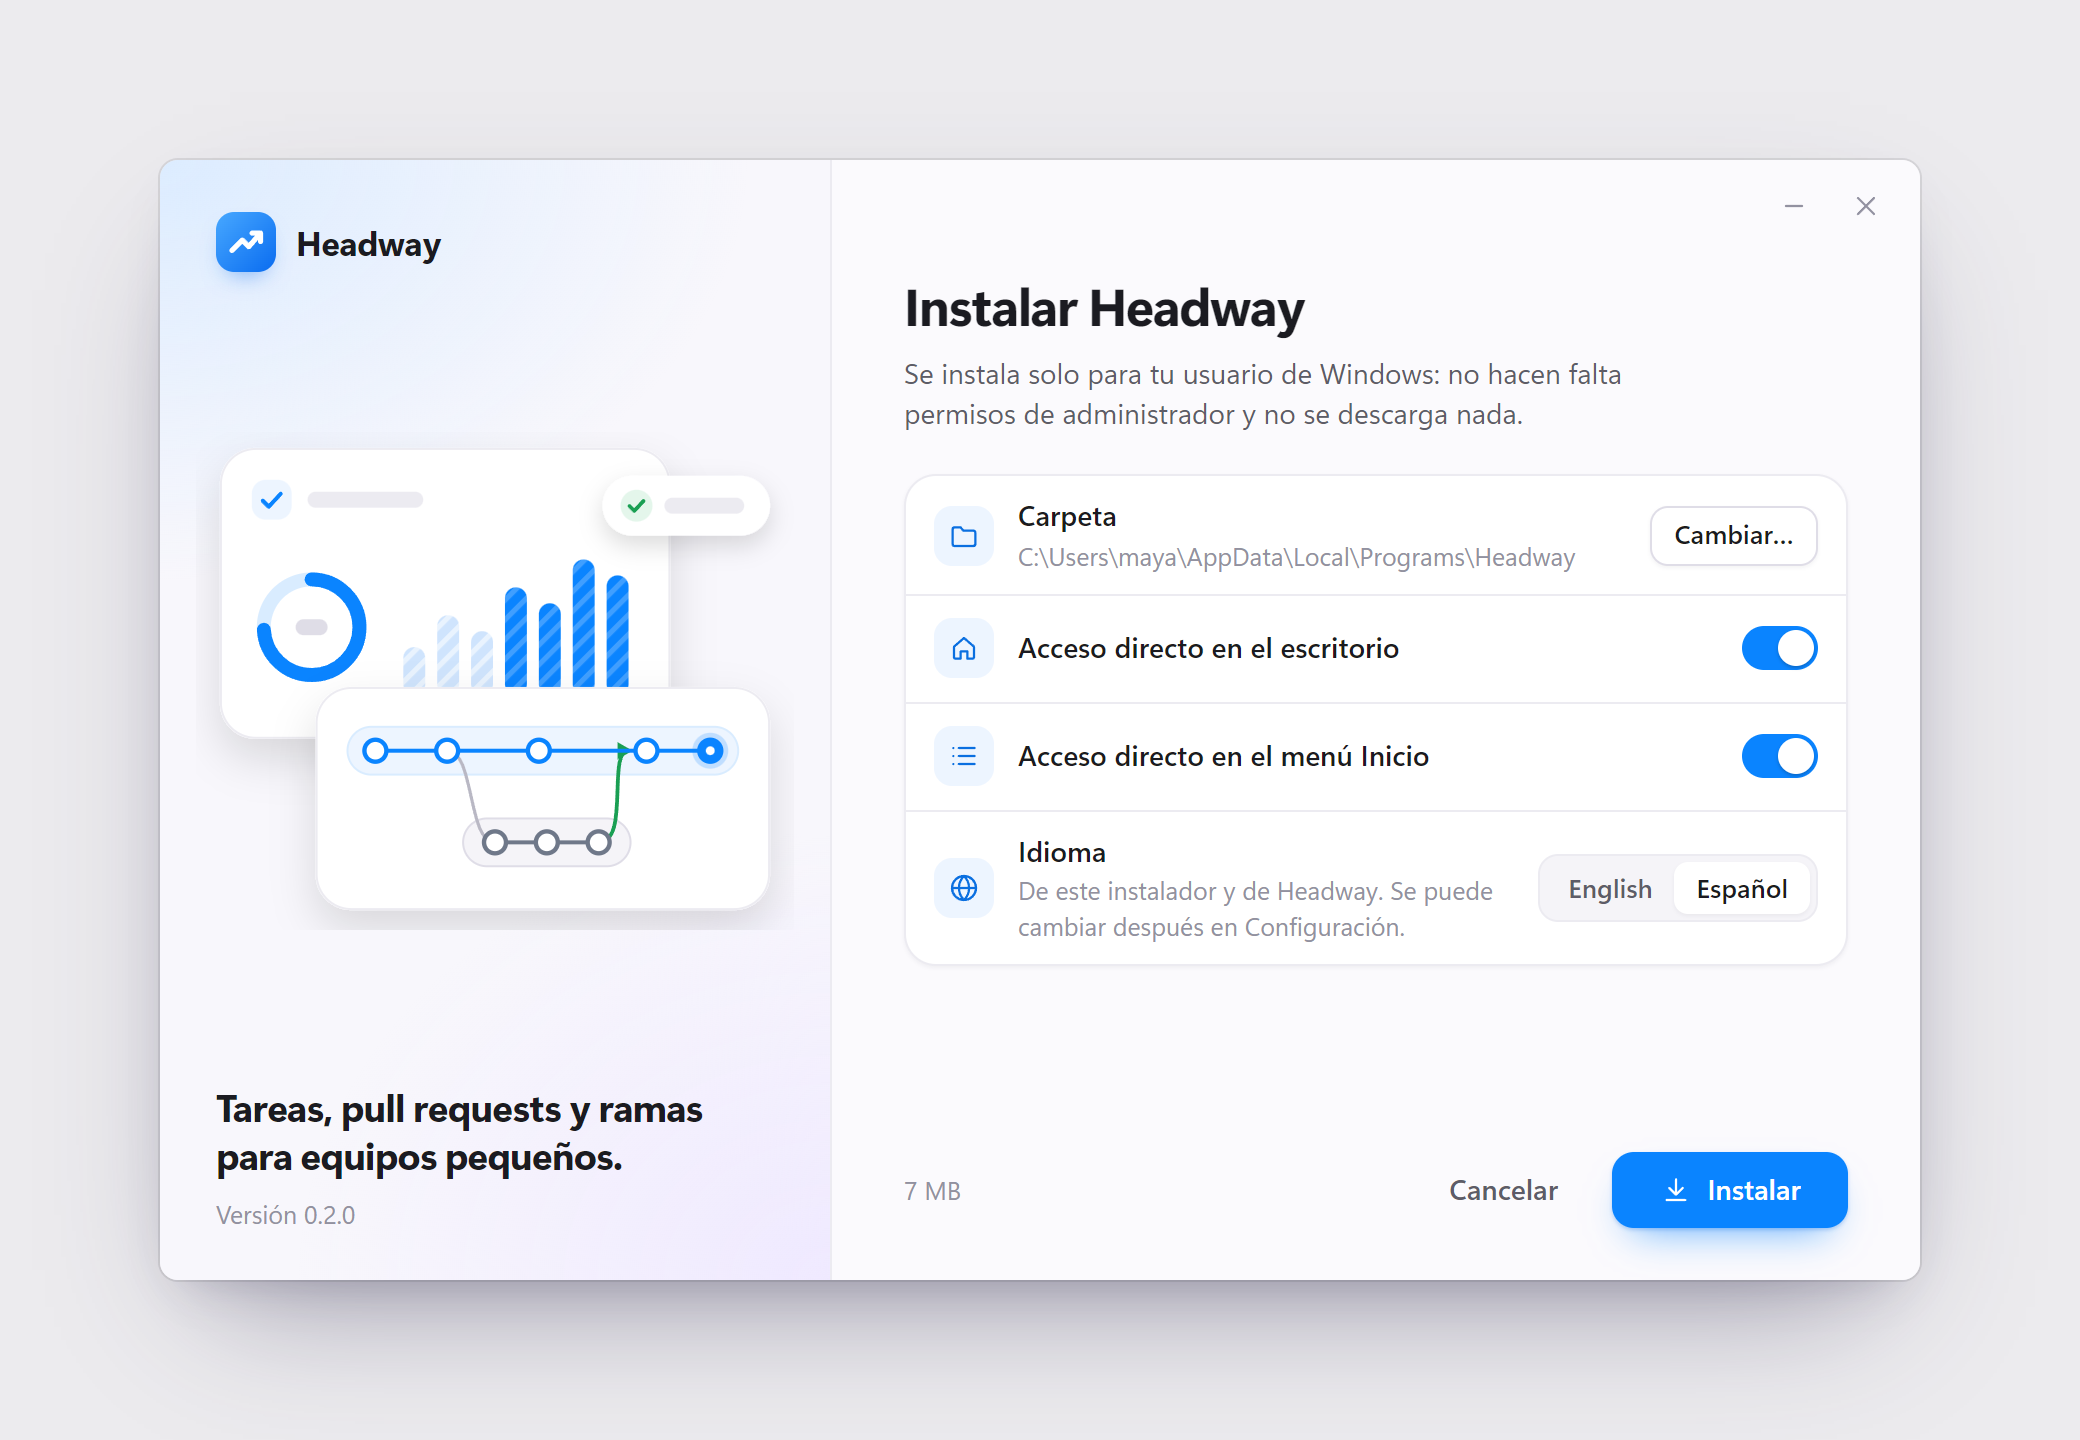 Headway
Instalar Headway
Se instala solo para tu usuario de Windows: no hacen falta
permisos de administrador y no se descarga nada.
Carpeta
C:\Users\maya\AppData\Local\Programs\Headway
Cambiar...
Acceso directo en el escritorio
Acceso directo en el menú Inicio
Idioma
De este instalador y de Headway. Se puede
cambiar después en Configuración.
English
Español
Tareas, pull requests y ramas
para equipos pequeños.
Versión 0.2.0
7 MB
Cancelar
Instalar